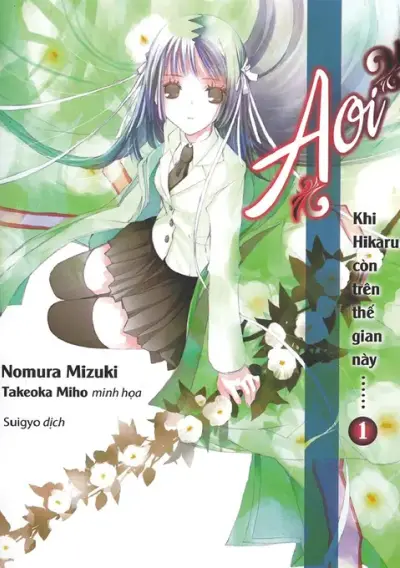 Aoi
Khi
Hikaru
còn
trên
thế
gian
này
......
1
Nomura Mizuki
Takeoka Miho minh họa
Suigyo dịch